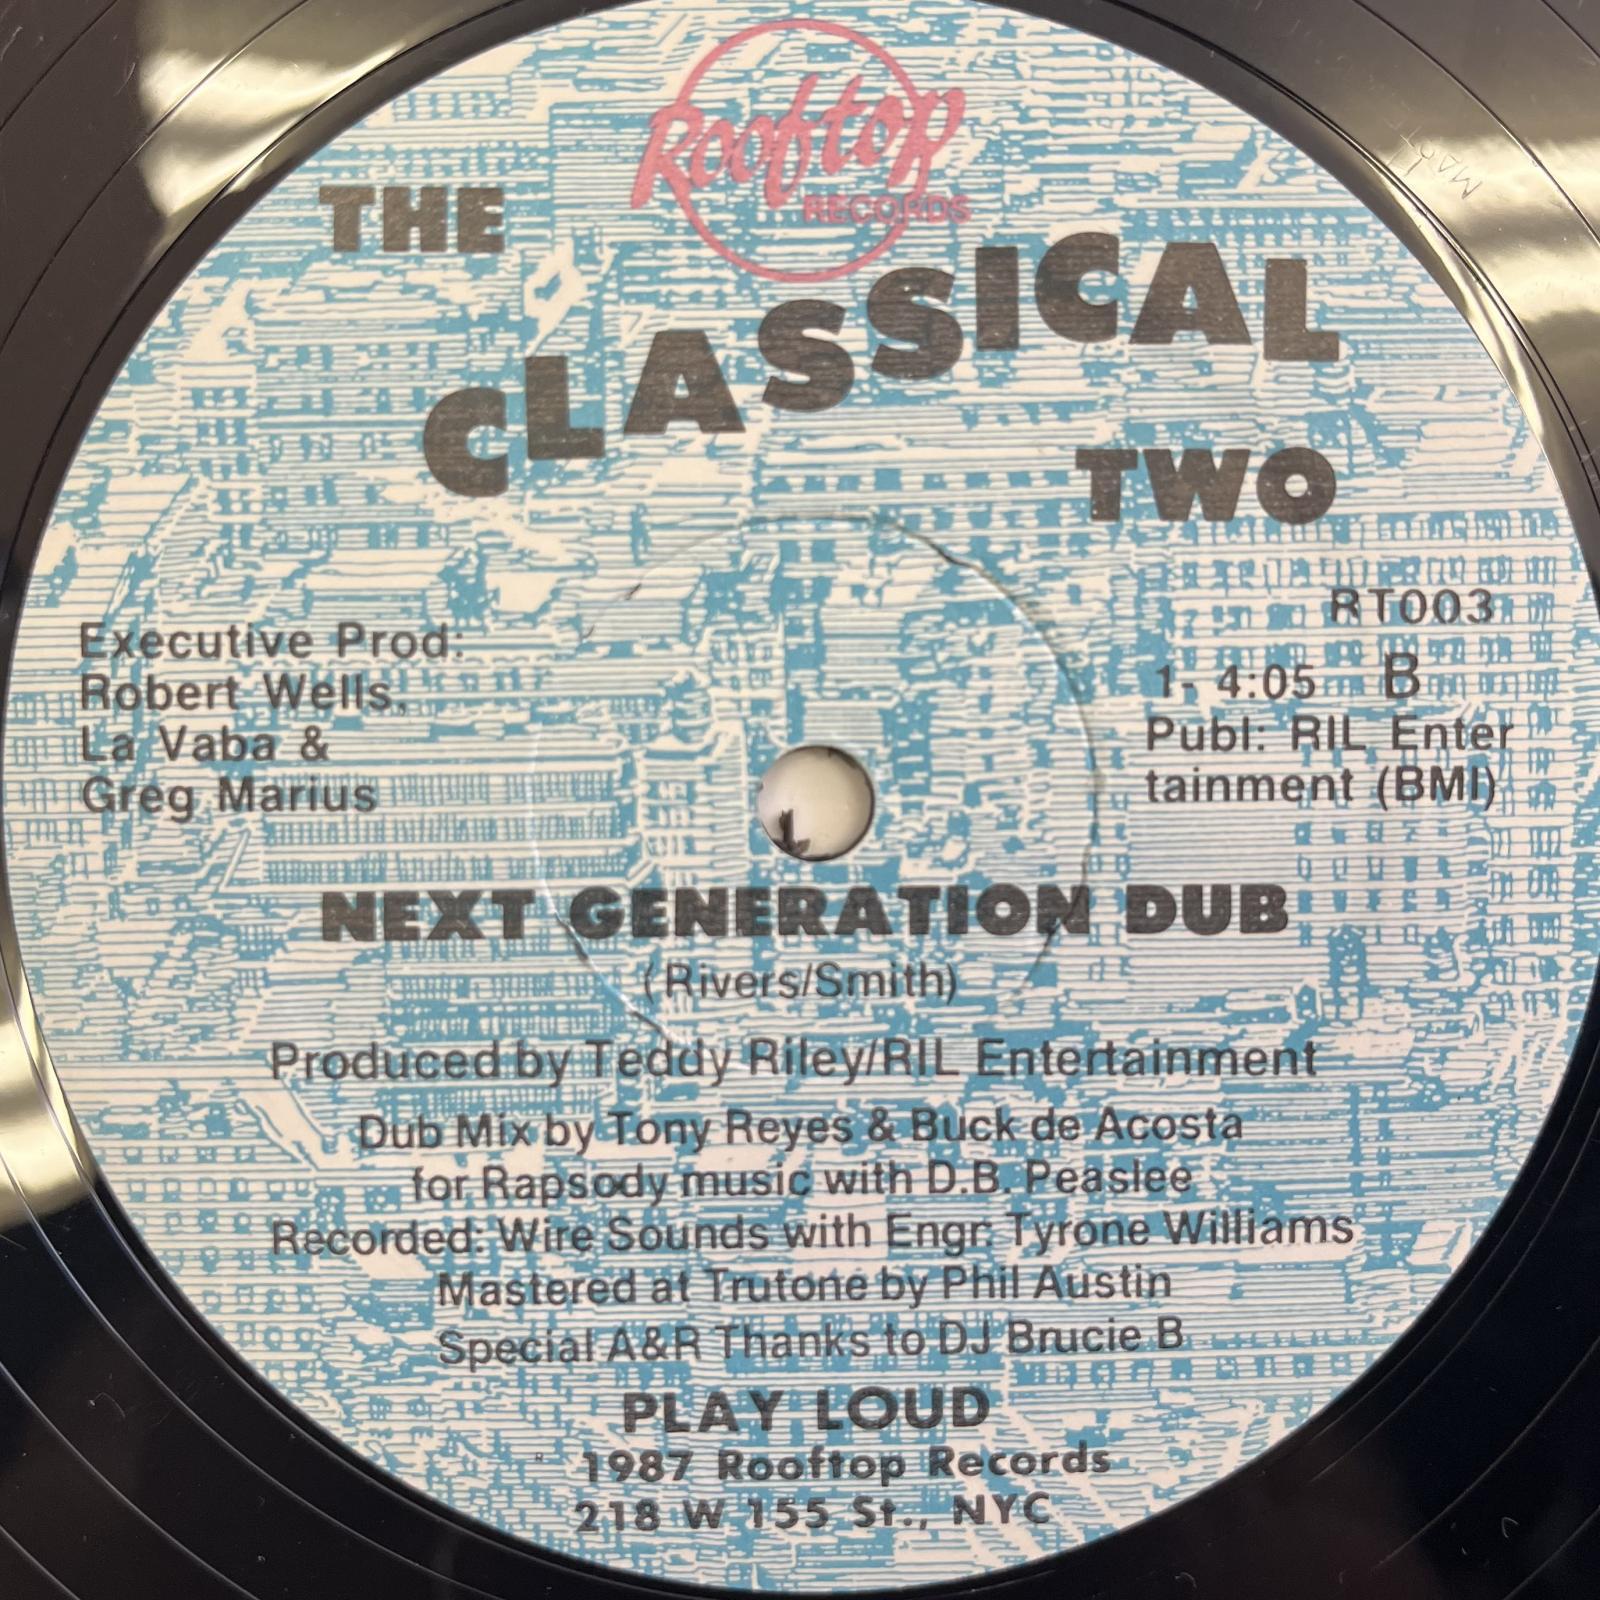 Rooftop
RECORDS
THE
CLASSICAL
TWO
RT003
1- 4:05 B
Publ: RIL Enter
tainment (BMI)
Executive Prod:
Robert Wells,
La Vaba &
Greg Marius
NEXT GENERATION DUB
(Rivers/Smith)
Produced by Teddy Riley/RIL Entertainment
Dub Mix by Tony Reyes & Buck de Acosta
for Rapsody music with D.B. Peaslee
Recorded: Wire Sounds with Engr. Tyrone Williams
Mastered at Trutone by Phil Austin
Special A&R Thanks to DJ Brucie B
PLAY LOUD
1987 Rooftop Records
218 W 155 St., NYC